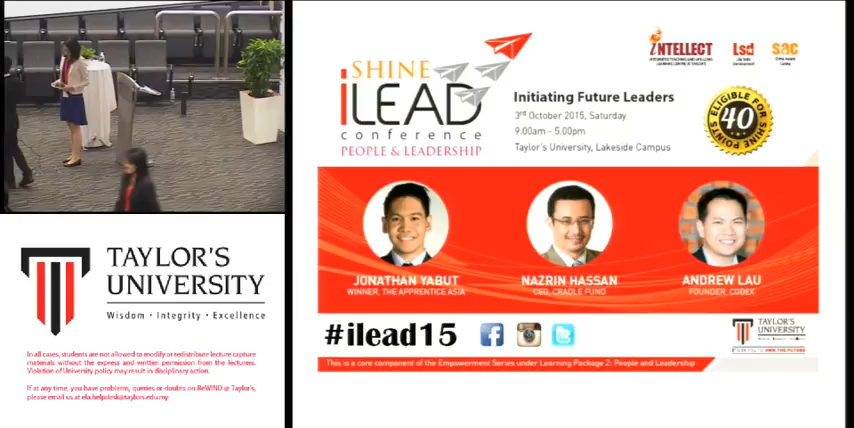 TAYLOR'S
UNIVERSITY
Wisdom · Integrity · Excellence
In all cases, students are not allowed to modify or redistribute lecture capture
materials without the express and written permission from the lecturers.
Violation of University policy may result in disciplinary action.
If at any time, you have problems, queries or doubts on ReWIND @ Taylor's,
please email us at ela.helpdesk@taylors.edu.my
SHINE
iLEAD
conference
PEOPLE & LEADERSHIP
Initiating Future Leaders
3rd October 2015, Saturday
9.00am - 5.00pm
Taylor's University, Lakeside Campus
iNTELLECT
Lsd
sac
ELIGIBLE FOR
40
SHINE POINTS
JONATHAN YABUT
WINNER, THE APPRENTICE ASIA
NAZRIN HASSAN
CEO, CRADLE FUND
ANDREW LAU
FOUNDER, CODEX
#ilead15
TAYLOR'S
UNIVERSITY
This is a core component of the Empowerment Series under Learning Package 2: People and Leadership